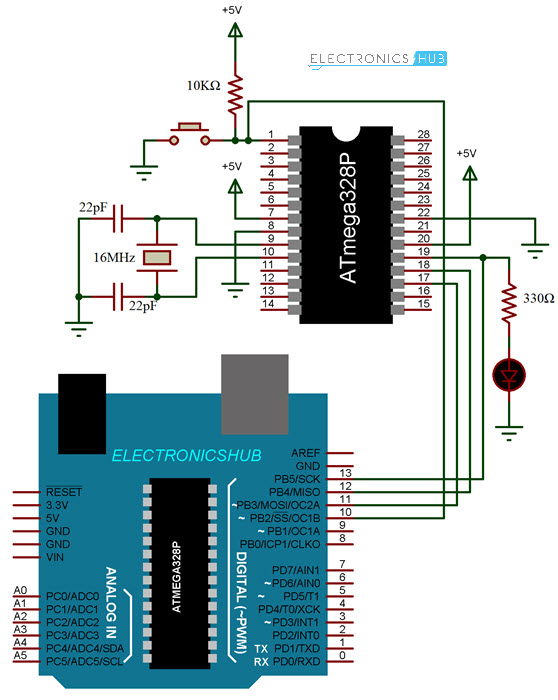 +5V
ELECTRONICS HUB
10KΩ
1
2
3
4
5
6
7
8
9
10
11
12
13
14
ATmega328P
28
27
26
25
24
23
22
21
20
19
18
17
16
15
+5V
+5V
22pF
16MHz
22pF
330Ω
ELECTRONICSHUB
RESET
3.3V
5V
GND
GND
VIN
A0 PC0/ADC0
A1 PC1/ADC1
A2 PC2/ADC2
A3 PC3/ADC3
A4 PC4/ADC4/SDA
A5 PC5/ADC5/SCL
ANALOG IN
ATMEGA328P
DIGITAL (~PWM)
AREF
GND
PB5/SCK 13
PB4/MISO 12
~PB3/MOSI/OC2A 11
~ PB2/SS/OC1B 10
~PB1/OC1A 9
PB0/ICP1/CLKO 8
PD7/AIN1 7
~ PD6/AIN0 6
~ PD5/T1 5
PD4/T0/XCK 4
~ PD3/INT1 3
PD2/INT0 2
TX PD1/TXD 1
RX PD0/RXD 0